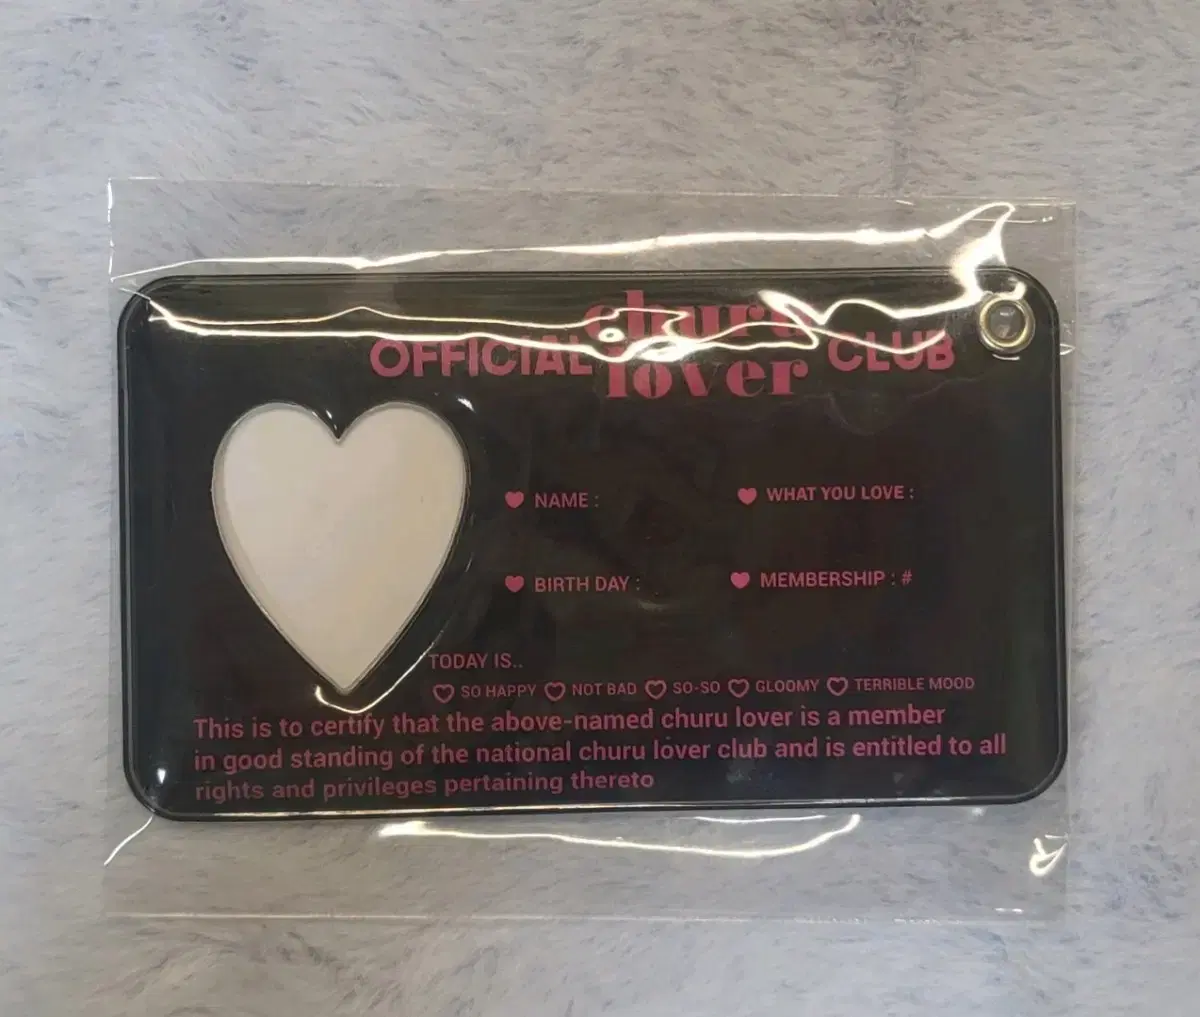 OFFICIAL churu lover CLUB
NAME :
WHAT YOU LOVE :
BIRTH DAY :
MEMBERSHIP : #
TODAY IS..
SO HAPPY NOT BAD SO-SO GLOOMY TERRIBLE MOOD
This is to certify that the above-named churu lover is a member
in good standing of the national churu lover club and is entitled to all
rights and privileges pertaining thereto